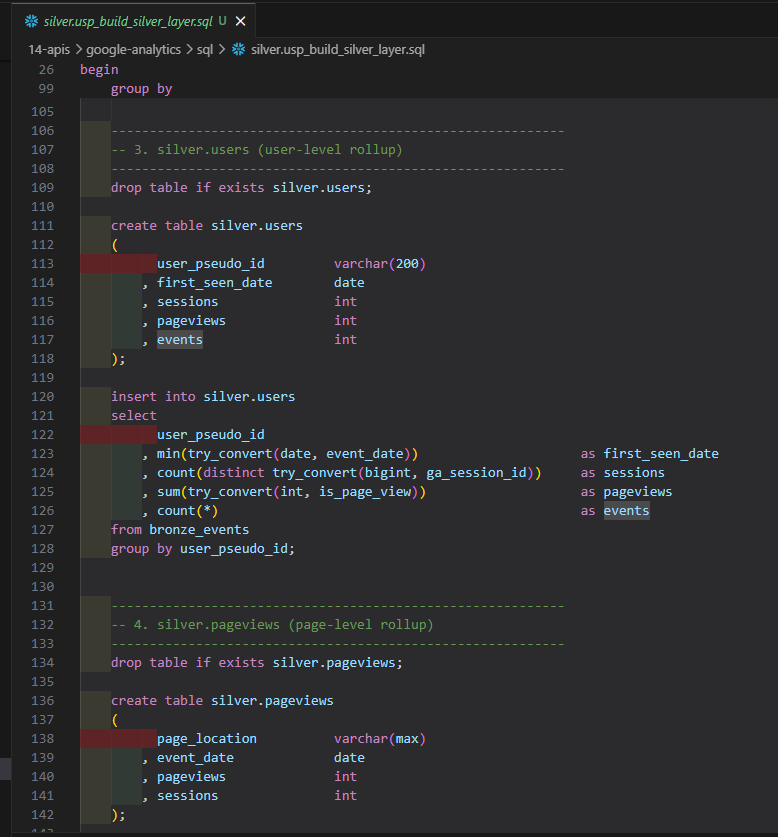 silver.usp_build_silver_layer.sql U ×
14-apis > google-analytics > sql > silver.usp_build_silver_layer.sql
26 begin
99 group by
105
106 -----------------------------------------------------------
107 -- 3. silver.users (user-level rollup)
108 -----------------------------------------------------------
109 drop table if exists silver.users;
110
111 create table silver.users
112 (
113 user_pseudo_id varchar(200)
114 , first_seen_date date
115 , sessions int
116 , pageviews int
117 , events int
118 );
119
120 insert into silver.users
121 select
122 user_pseudo_id
123 , min(try_convert(date, event_date)) as first_seen_date
124 , count(distinct try_convert(bigint, ga_session_id)) as sessions
125 , sum(try_convert(int, is_page_view)) as pageviews
126 , count(*) as events
127 from bronze_events
128 group by user_pseudo_id;
129
130
131 -----------------------------------------------------------
132 -- 4. silver.pageviews (page-level rollup)
133 -----------------------------------------------------------
134 drop table if exists silver.pageviews;
135
136 create table silver.pageviews
137 (
138 page_location varchar(max)
139 , event_date date
140 , pageviews int
141 , sessions int
142 );